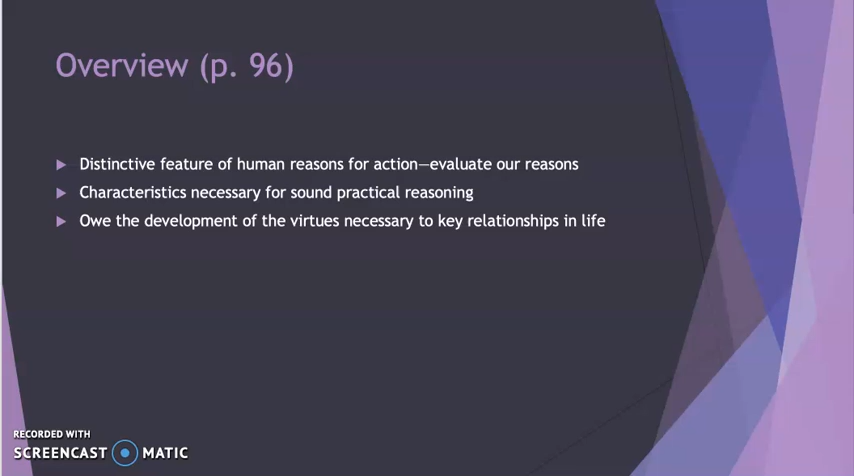 Overview (p. 96)
Distinctive feature of human reasons for action—evaluate our reasons
Characteristics necessary for sound practical reasoning
Owe the development of the virtues necessary to key relationships in life
RECORDED WITH
SCREENCAST MATIC